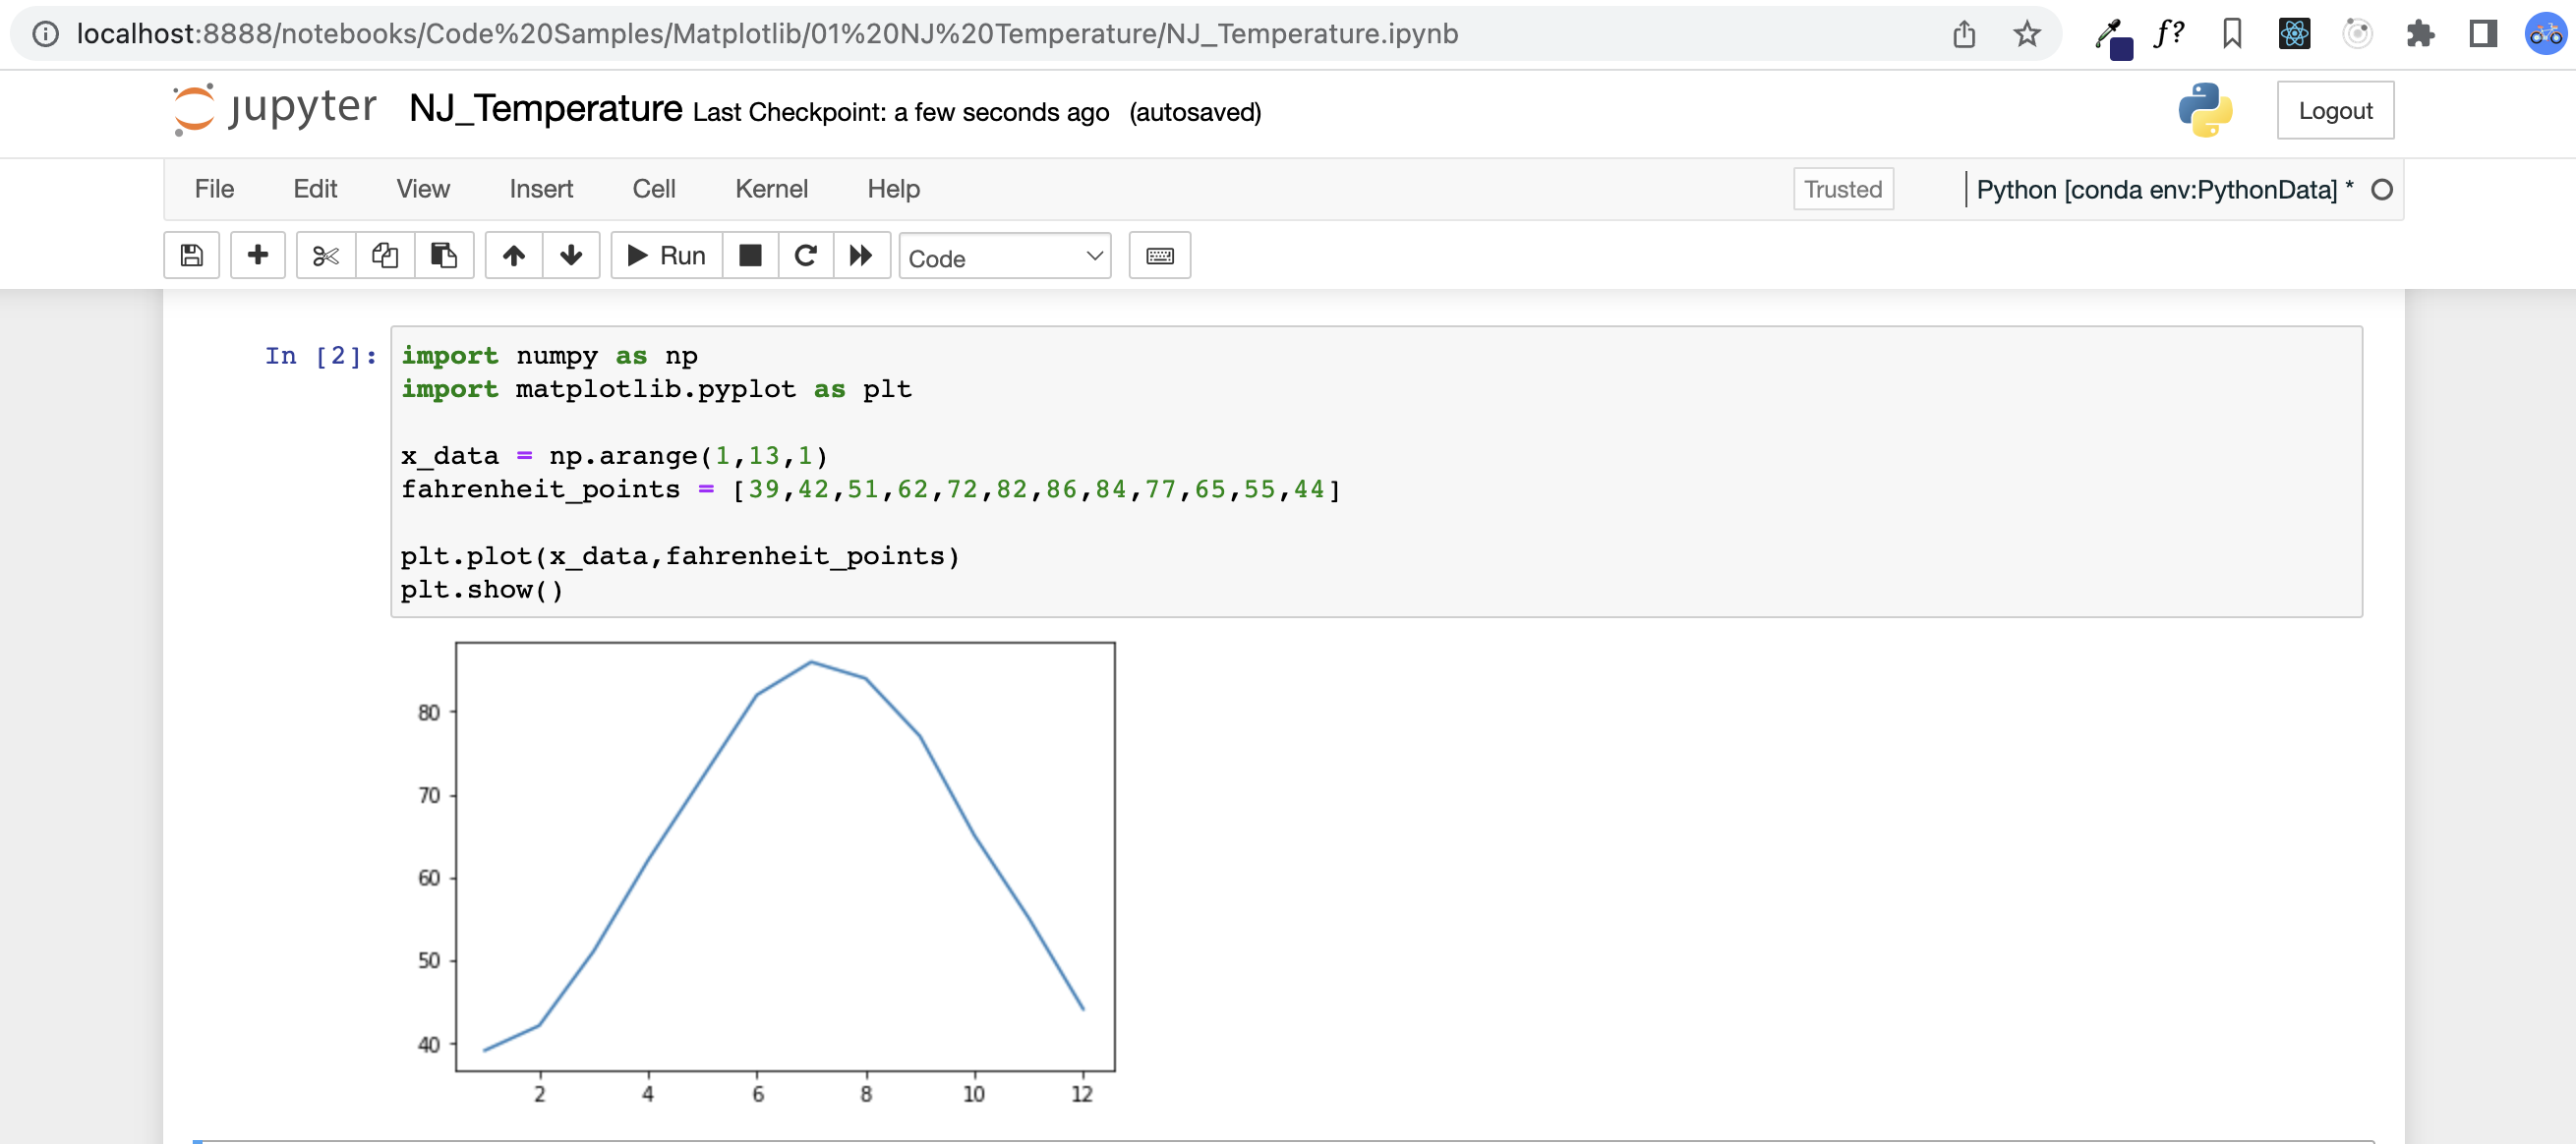 localhost:8888/notebooks/Code%20Samples/Matplotlib/01%20NJ%20Temperature/NJ_Temperature.ipynb
f?
jupyter NJ_Temperature Last Checkpoint: a few seconds ago (autosaved)
Logout
File Edit View Insert Cell Kernel Help
Trusted
Python [conda env:PythonData] *
Run
Code
In [2]:
import numpy as np
import matplotlib.pyplot as plt
x_data = np.arange(1,13,1)
fahrenheit_points = [39,42,51,62,72,82,86,84,77,65,55,44]
plt.plot(x_data,fahrenheit_points)
plt.show()
80
70
60
50
40
2 4 6 8 10 12